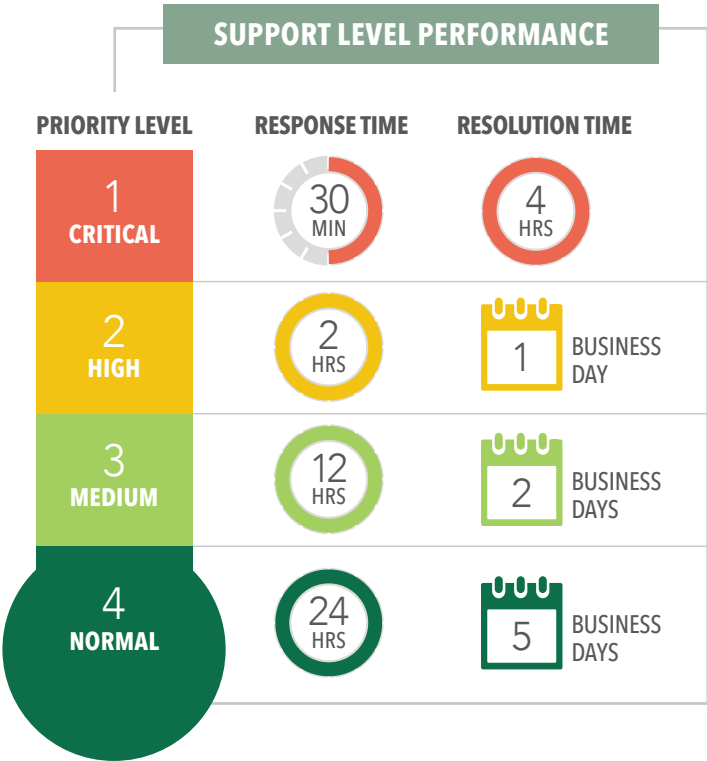 SUPPORT LEVEL PERFORMANCE
PRIORITY LEVEL
RESPONSE TIME
RESOLUTION TIME
1
CRITICAL
30
MIN
4
HRS
2
HIGH
2
HRS
1
BUSINESS
DAY
3
MEDIUM
12
HRS
2
BUSINESS
DAYS
4
NORMAL
24
HRS
5
BUSINESS
DAYS